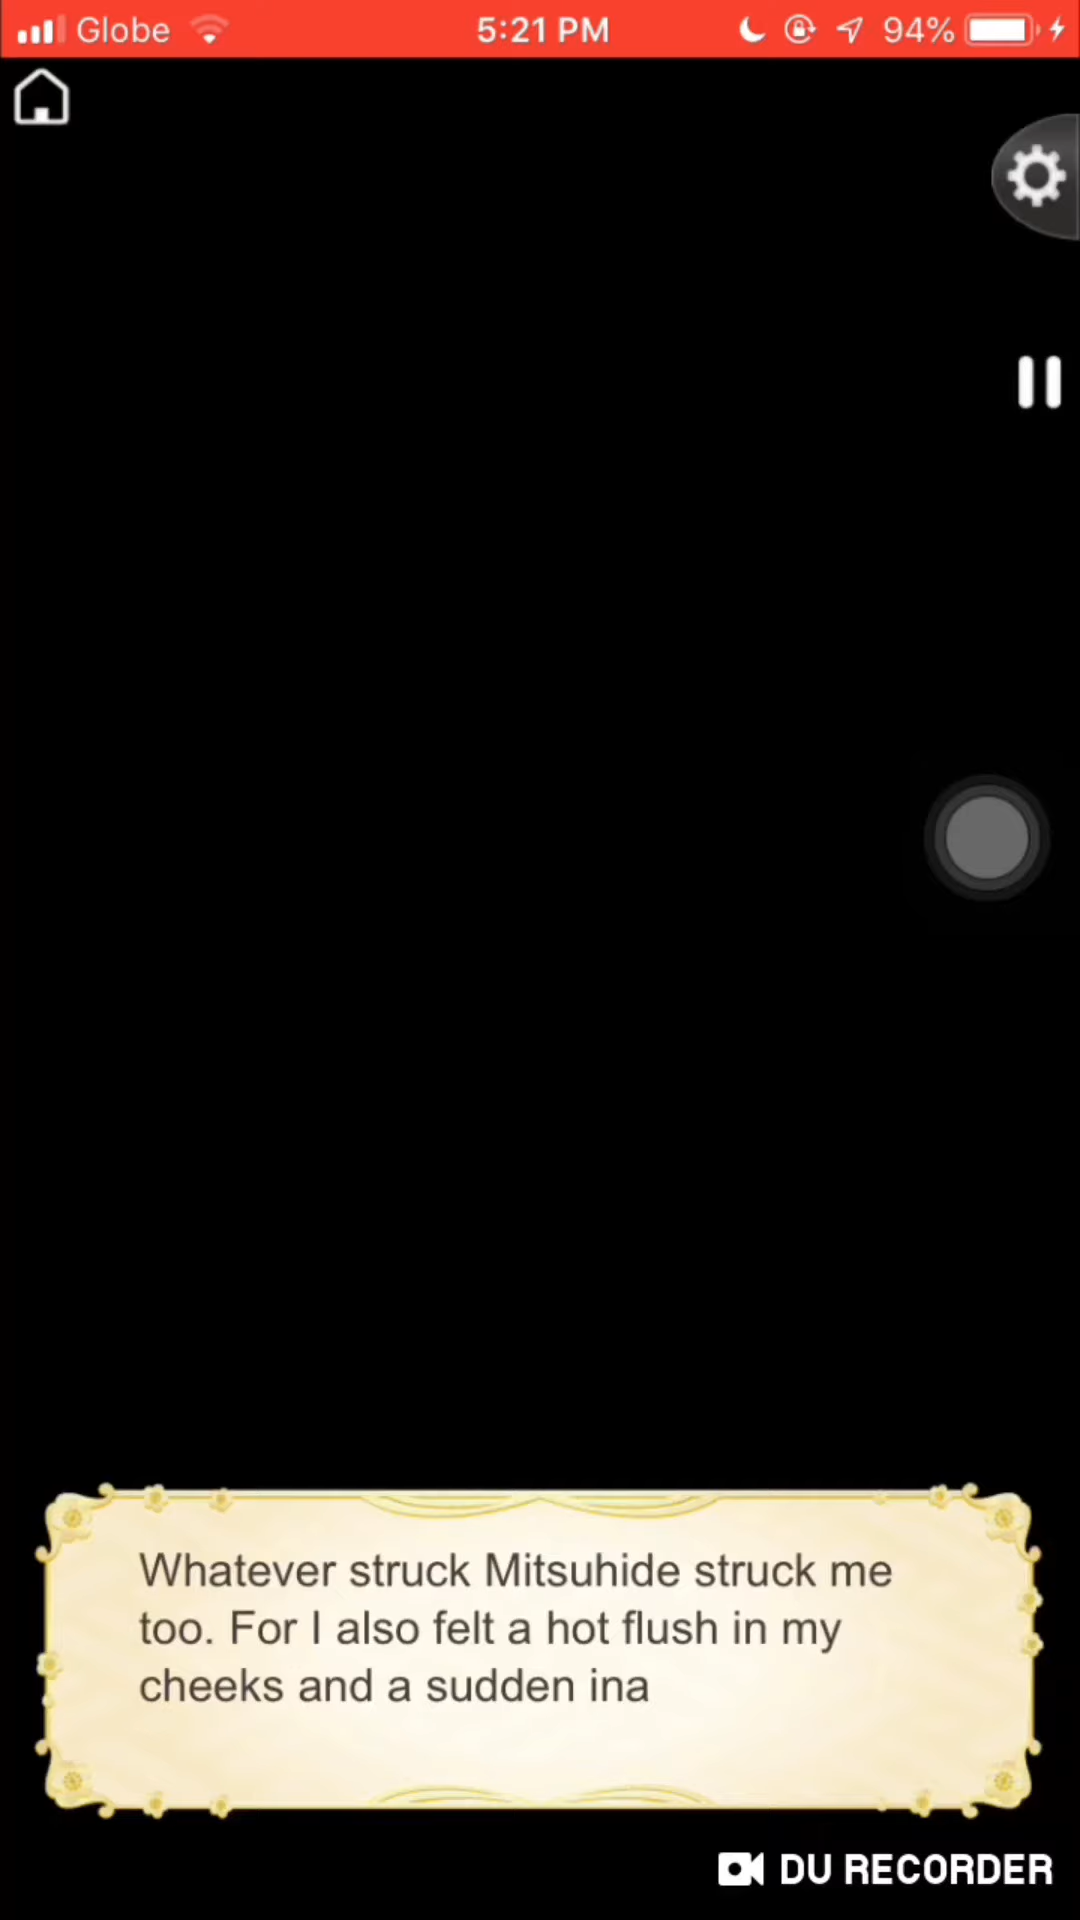 Globe 5:21 PM 94%
Whatever struck Mitsuhide struck me
too. For I also felt a hot flush in my
cheeks and a sudden ina
DU RECORDER